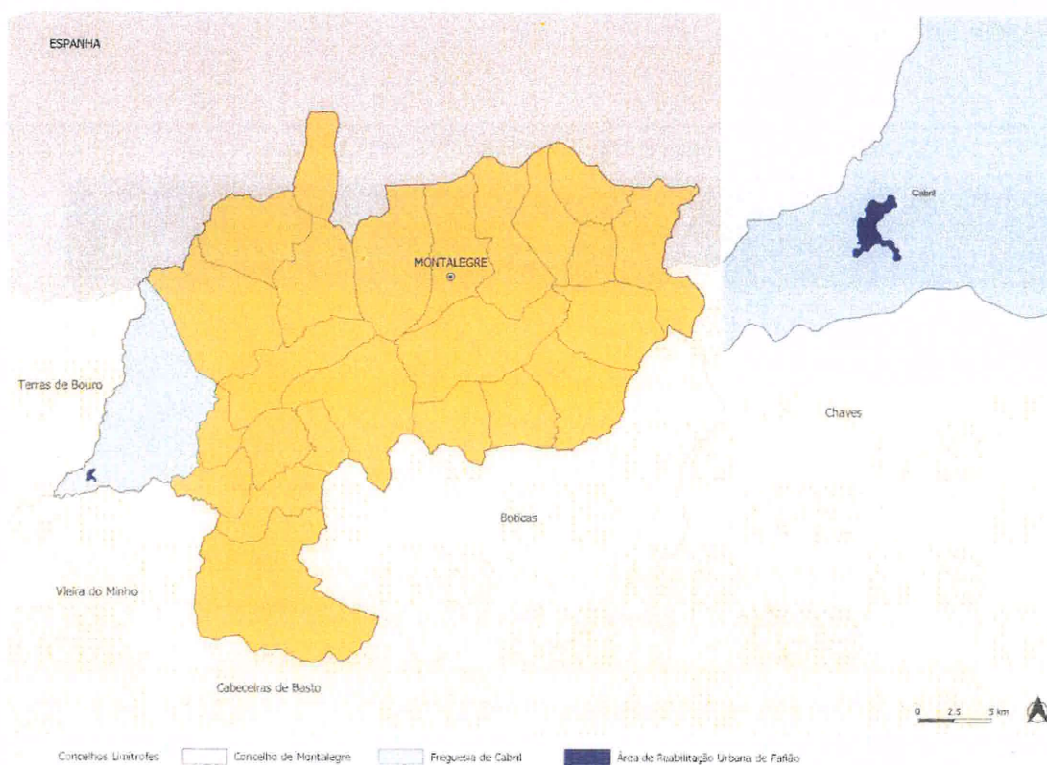 ESPANHA
Cabril
MONTALEGRE
Terras de Bouro
Chaves
Boticas
Vieira do Minho
Cabeceiras de Basto
0 2.5 5 km
Concelhos Limítrofes Concelho de Montalegre Freguesia de Cabril Área de Reabilitação Urbana de Fafião